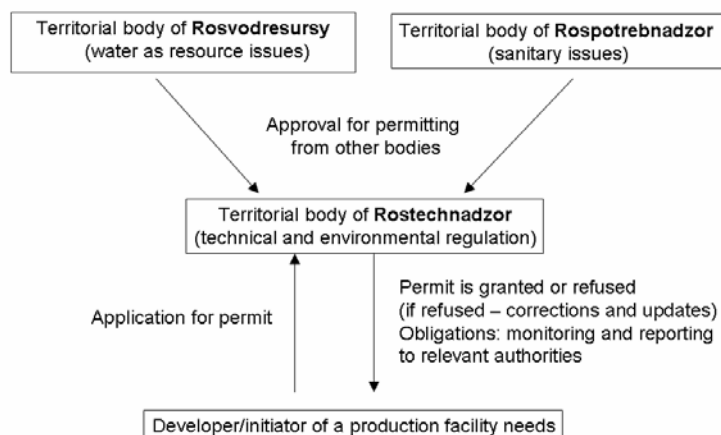 Territorial body of Rosvodresursy
(water as resource issues)
Territorial body of Rospotrebnadzor
(sanitary issues)
Approval for permitting
from other bodies
Territorial body of Rostechnadzor
(technical and environmental regulation)
Application for permit
Permit is granted or refused
(if refused – corrections and updates)
Obligations: monitoring and reporting
to relevant authorities
Developer/initiator of a production facility needs